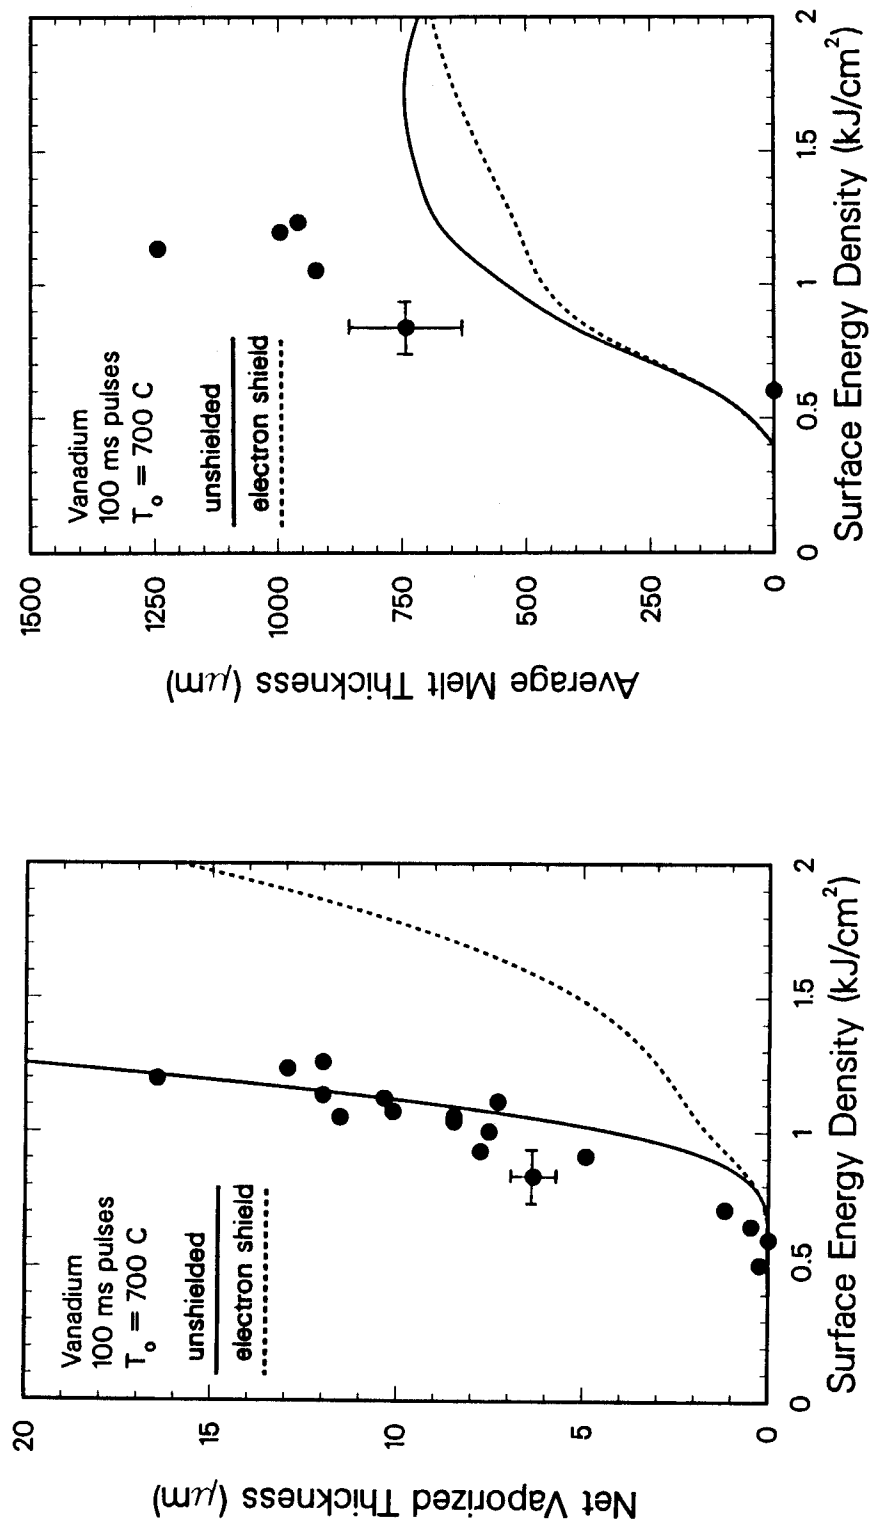 Net Vaporized Thickness (μm)
20
15
10
5
0
Vanadium
100 ms pulses
T₀ = 700 C
unshielded
electron shield
0
0.5
1
1.5
2
Surface Energy Density (kJ/cm²)
Average Melt Thickness (μm)
1500
1250
1000
750
500
250
0
Vanadium
100 ms pulses
T₀ = 700 C
unshielded
electron shield
0
0.5
1
1.5
2
Surface Energy Density (kJ/cm²)